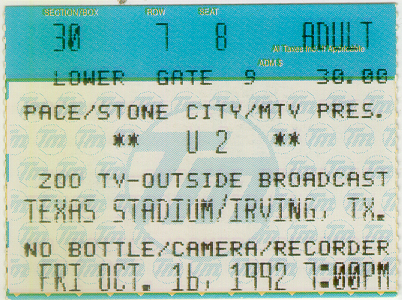 SECTION/BOX ROW SEAT
30 7 8 ADULT
All Taxes Incl. If Applicable
ADM $
LOWER GATE 9 30.00
PACE/STONE CITY/MTV PRES.
** U 2 **
ZOO TV-OUTSIDE BROADCAST
TEXAS STADIUM/IRVING, TX.
NO BOTTLE/CAMERA/RECORDER
FRI OCT. 16, 1992 7:00PM